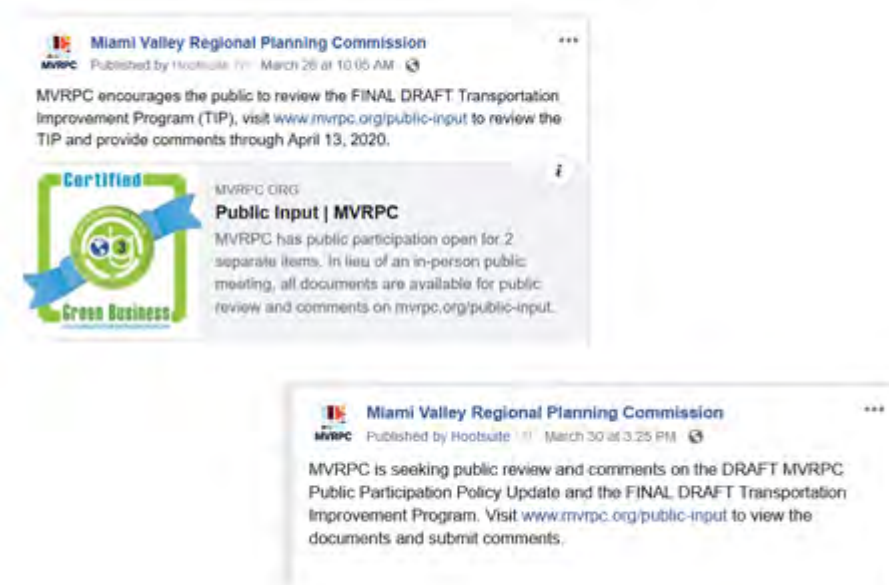 Miami Valley Regional Planning Commission
MVRPC Published by Hootsuite March 26 at 10:05 AM
MVRPC encourages the public to review the FINAL DRAFT Transportation
Improvement Program (TIP), visit www.mvrpc.org/public-input to review the
TIP and provide comments through April 13, 2020.
Certified
Green Business
MVRPC.ORG
Public Input | MVRPC
MVRPC has public participation open for 2
separate items. In lieu of an in-person public
meeting, all documents are available for public
review and comments on mvrpc.org/public-input.
Miami Valley Regional Planning Commission
MVRPC Published by Hootsuite March 30 at 3:25 PM
MVRPC is seeking public review and comments on the DRAFT MVRPC
Public Participation Policy Update and the FINAL DRAFT Transportation
Improvement Program. Visit www.mvrpc.org/public-input to view the
documents and submit comments.